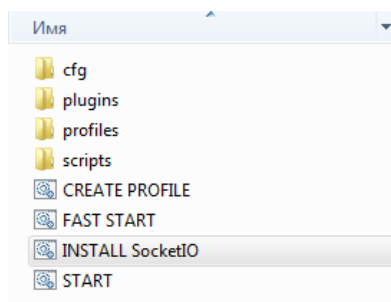 Имя
cfg
plugins
profiles
scripts
CREATE PROFILE
FAST START
INSTALL SocketIO
START